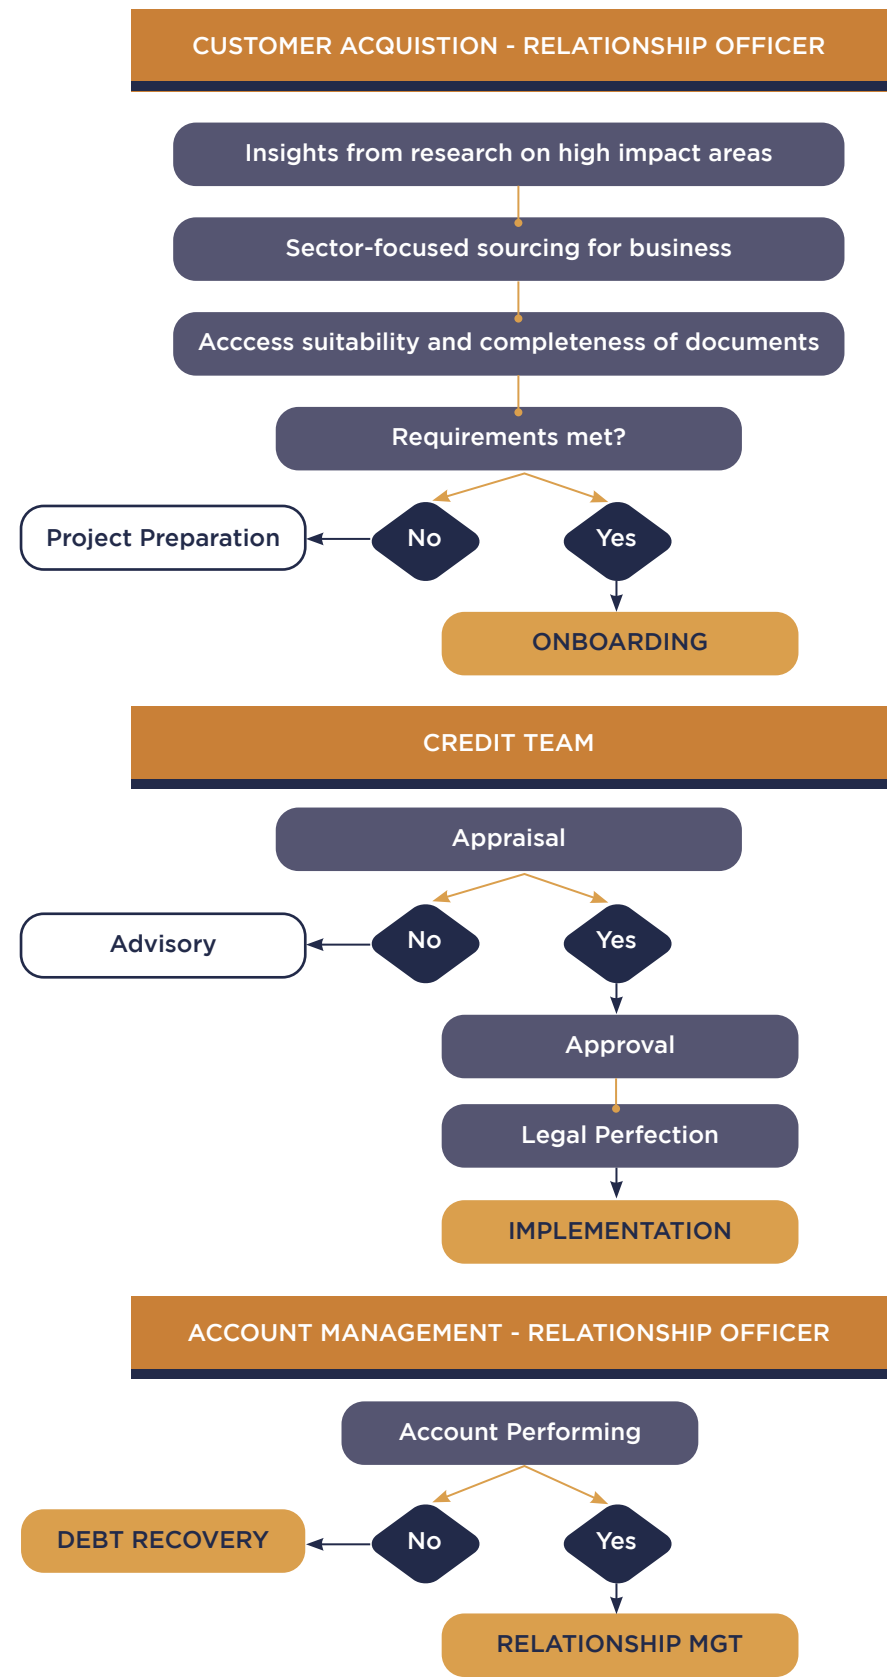 CUSTOMER ACQUISTION - RELATIONSHIP OFFICER
Insights from research on high impact areas
Sector-focused sourcing for business
Acccess suitability and completeness of documents
Requirements met?
Project Preparation
No
Yes
ONBOARDING
CREDIT TEAM
Appraisal
Advisory
No
Yes
Approval
Legal Perfection
IMPLEMENTATION
ACCOUNT MANAGEMENT - RELATIONSHIP OFFICER
Account Performing
DEBT RECOVERY
No
Yes
RELATIONSHIP MGT